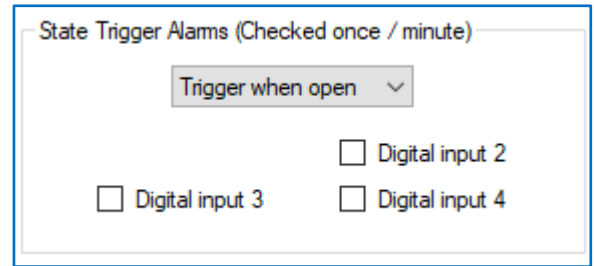 State Trigger Alarms (Checked once / minute)
Trigger when open
Digital input 2
Digital input 3 Digital input 4